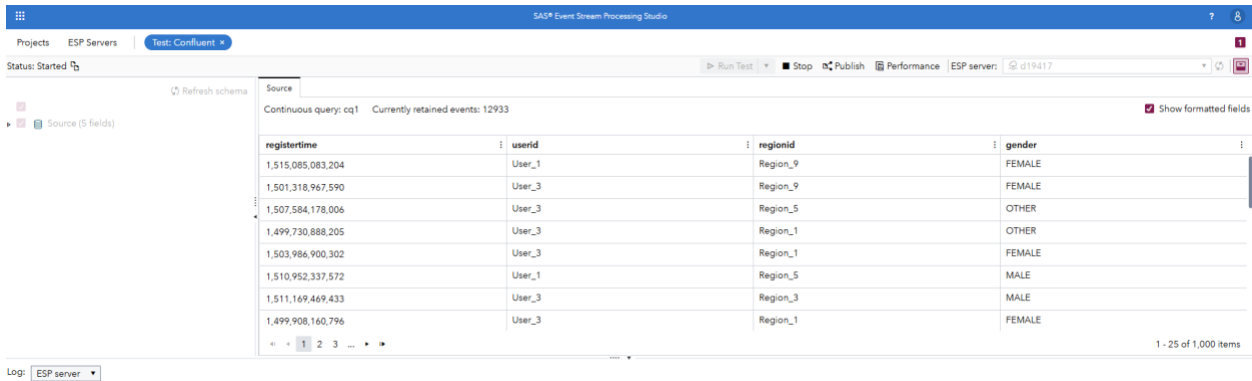 SAS® Event Stream Processing Studio ?
Projects ESP Servers Test: Confluent × 1
Status: Started Run Test Stop Publish Performance ESP server: d19417
Refresh schema Source
Continuous query: cq1 Currently retained events: 12933 Show formatted fields
Source (5 fields)
registertime userid regionid gender
1,515,085,083,204 User_1 Region_9 FEMALE
1,501,318,967,590 User_3 Region_9 FEMALE
1,507,584,178,006 User_3 Region_5 OTHER
1,499,730,888,205 User_3 Region_1 OTHER
1,503,986,900,302 User_3 Region_1 FEMALE
1,510,952,337,572 User_1 Region_5 MALE
1,511,169,469,433 User_3 Region_3 MALE
1,499,908,160,796 User_3 Region_1 FEMALE
1 2 3 ... 1 - 25 of 1,000 items
Log: ESP server